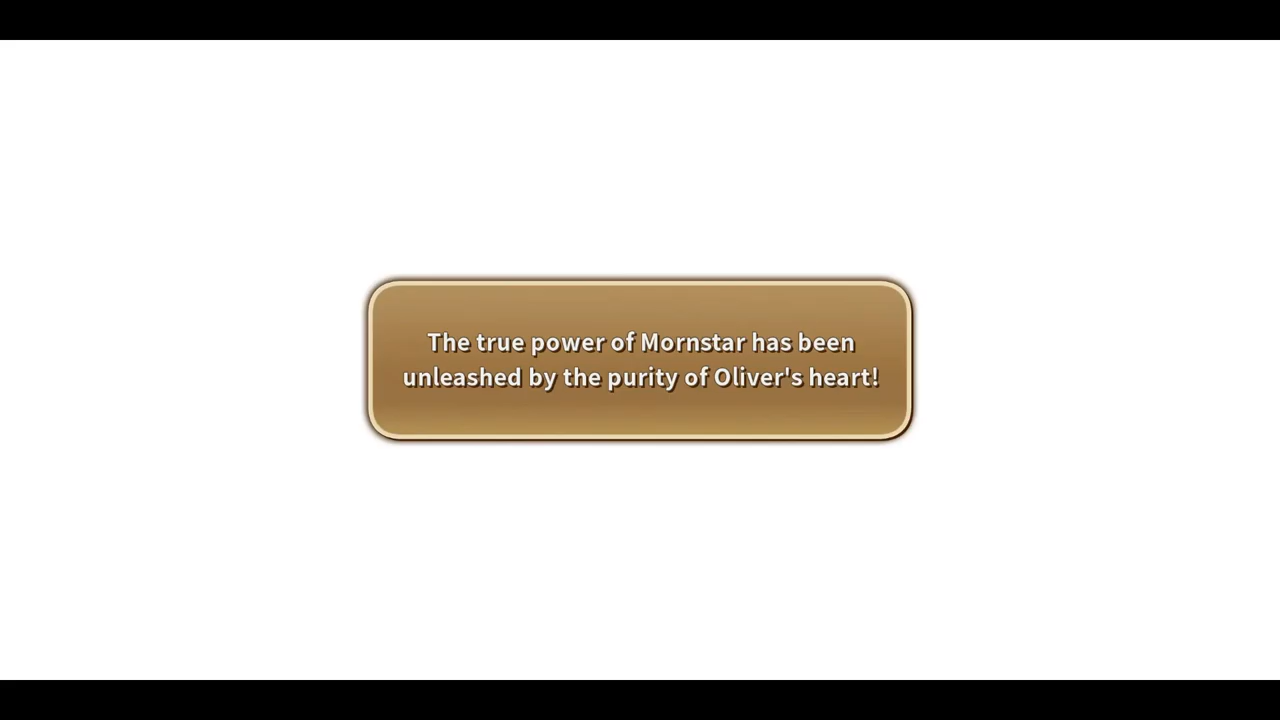 The true power of Mornstar has been
unleashed by the purity of Oliver's heart!